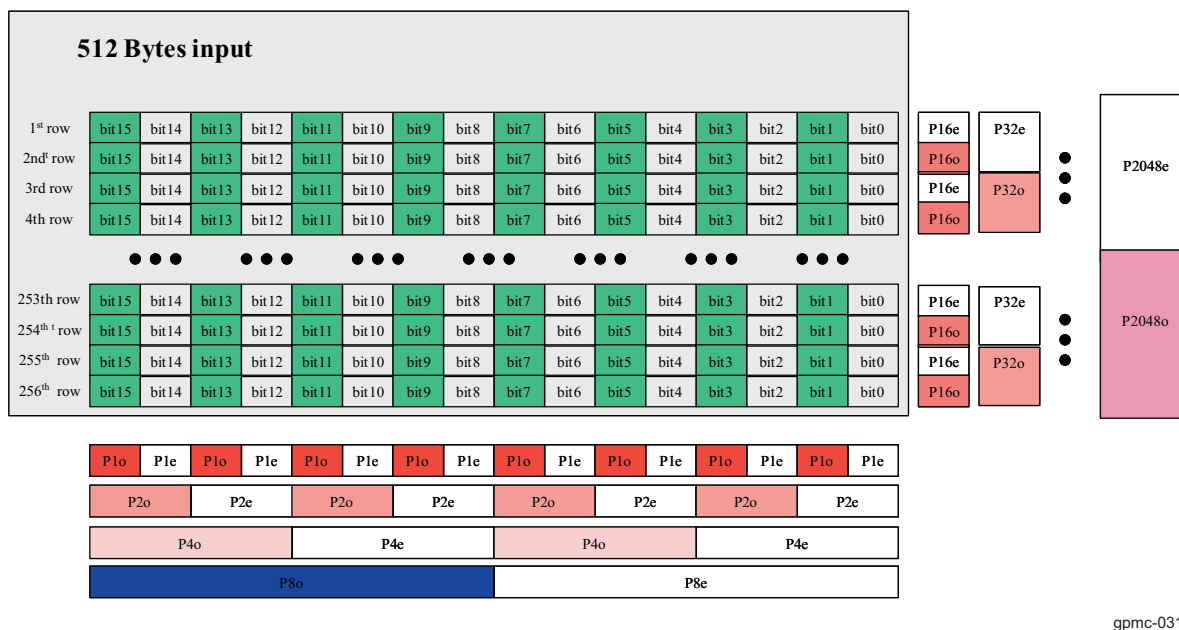 512 Bytes input
1st row bit15 bit14 bit13 bit12 bit11 bit10 bit9 bit8 bit7 bit6 bit5 bit4 bit3 bit2 bit1 bit0 P16e P32e
2ndt row bit15 bit14 bit13 bit12 bit11 bit10 bit9 bit8 bit7 bit6 bit5 bit4 bit3 bit2 bit1 bit0 P16o P2048e
3rd row bit15 bit14 bit13 bit12 bit11 bit10 bit9 bit8 bit7 bit6 bit5 bit4 bit3 bit2 bit1 bit0 P16e P32o
4th row bit15 bit14 bit13 bit12 bit11 bit10 bit9 bit8 bit7 bit6 bit5 bit4 bit3 bit2 bit1 bit0 P16o
253th row bit15 bit14 bit13 bit12 bit11 bit10 bit9 bit8 bit7 bit6 bit5 bit4 bit3 bit2 bit1 bit0 P16e P32e
254th t row bit15 bit14 bit13 bit12 bit11 bit10 bit9 bit8 bit7 bit6 bit5 bit4 bit3 bit2 bit1 bit0 P16o P2048o
255th row bit15 bit14 bit13 bit12 bit11 bit10 bit9 bit8 bit7 bit6 bit5 bit4 bit3 bit2 bit1 bit0 P16e P32o
256th row bit15 bit14 bit13 bit12 bit11 bit10 bit9 bit8 bit7 bit6 bit5 bit4 bit3 bit2 bit1 bit0 P16o
P1o P1e P1o P1e P1o P1e P1o P1e P1o P1e P1o P1e P1o P1e P1o P1e
P2o P2e P2o P2e P2o P2e P2o P2e
P4o P4e P4o P4e
P8o P8e
gpmc-031